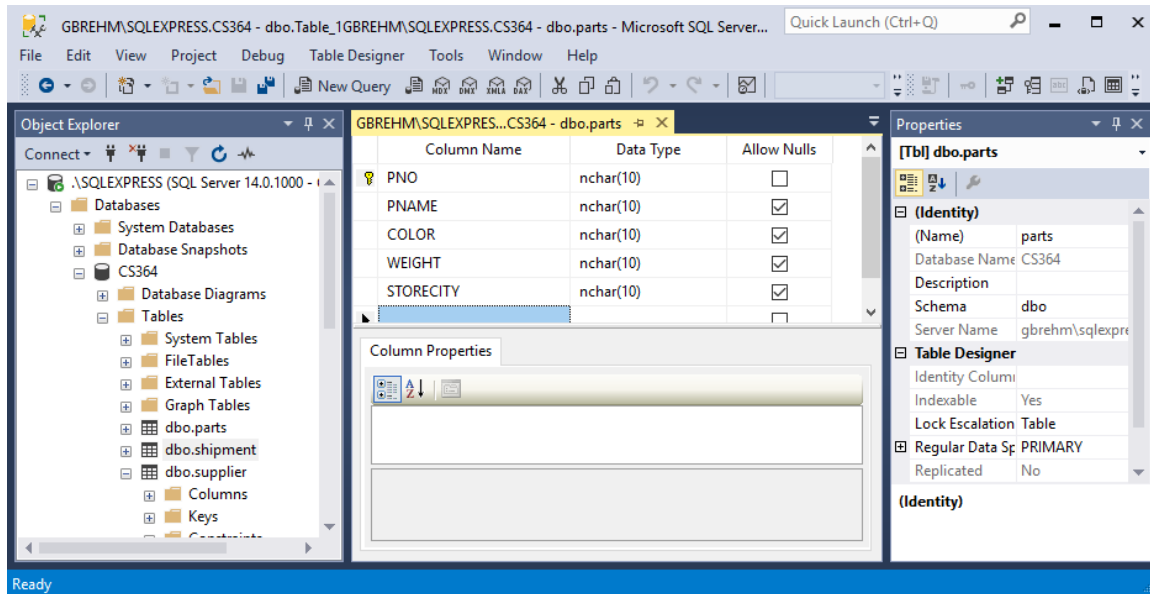 GBREHM\SQLEXPRESS.CS364 - dbo.Table_1GBREHM\SQLEXPRESS.CS364 - dbo.parts - Microsoft SQL Server...
Quick Launch (Ctrl+Q)
File Edit View Project Debug Table Designer Tools Window Help
New Query MDX DMX XMLA DAX
Object Explorer
Connect
.\SQLEXPRESS (SQL Server 14.0.1000 -
Databases
System Databases
Database Snapshots
CS364
Database Diagrams
Tables
System Tables
FileTables
External Tables
Graph Tables
dbo.parts
dbo.shipment
dbo.supplier
Columns
Keys
Constraints
GBREHM\SQLEXPRES...CS364 - dbo.parts
Column Name Data Type Allow Nulls
PNO nchar(10)
PNAME nchar(10)
COLOR nchar(10)
WEIGHT nchar(10)
STORECITY nchar(10)
Column Properties
Properties
[Tbl] dbo.parts
(Identity)
(Name) parts
Database Name CS364
Description
Schema dbo
Server Name gbrehm\sqlexpre
Table Designer
Identity Colum
Indexable Yes
Lock Escalation Table
Regular Data Sp PRIMARY
Replicated No
(Identity)
Ready